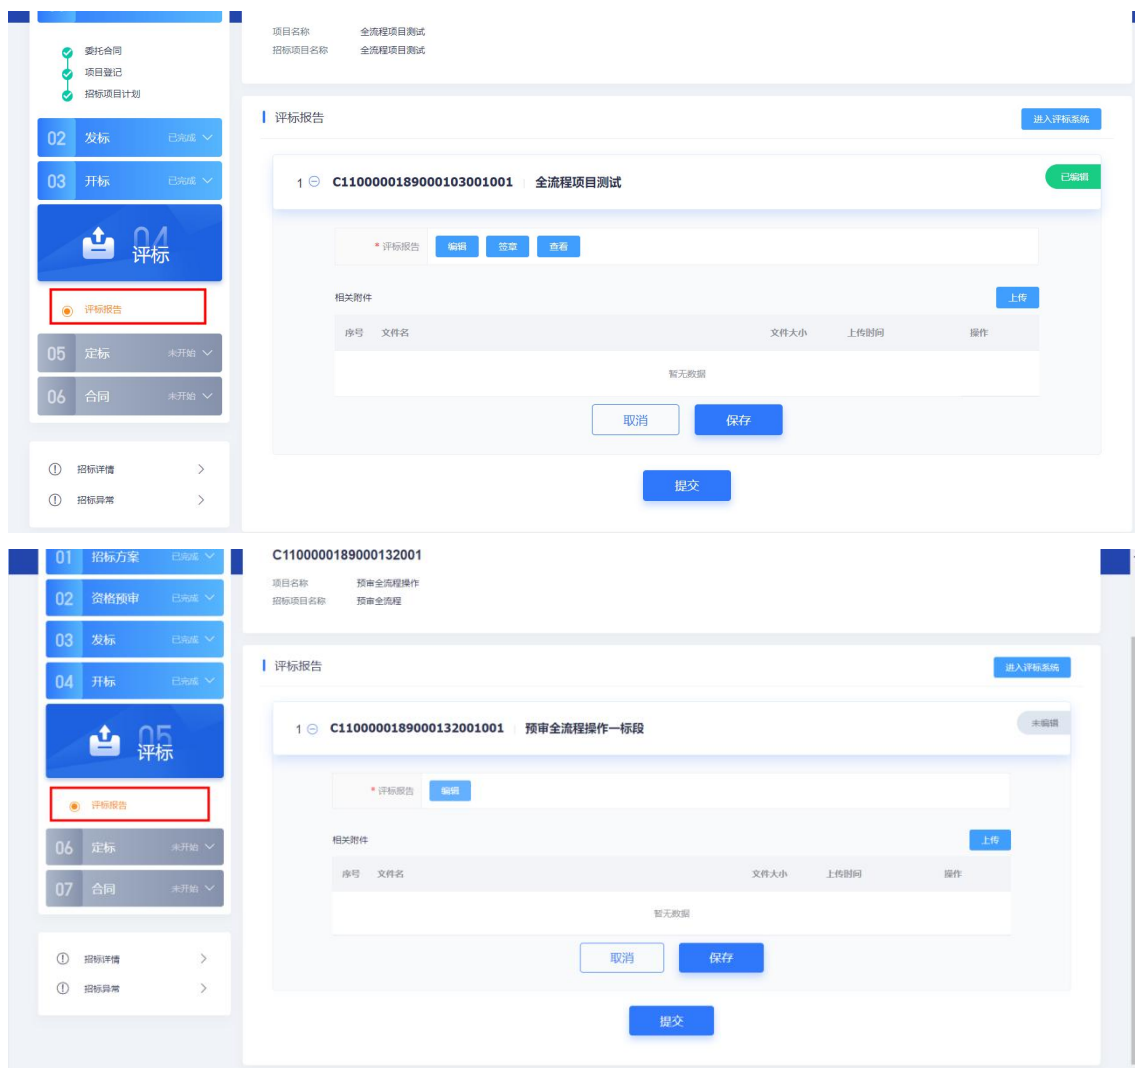 项目名称 全流程项目测试
招标项目名称 全流程项目测试
委托合同
项目登记
招标项目计划
02 发标 已完成
03 开标 已完成
04
评标
评标报告
05 定标 未开始
06 合同 未开始
招标详情
招标异常
评标报告 进入评标系统
1 C1100000189000103001001 全流程项目测试 已编辑
* 评标报告 编辑 签章 查看
相关附件 上传
序号 文件名 文件大小 上传时间 操作
暂无数据
取消 保存
提交
01 招标方案 已完成
02 资格预审 已完成
03 发标 已完成
04 开标 已完成
05
评标
评标报告
06 定标 未开始
07 合同 未开始
招标详情
招标异常
C1100000189000132001
项目名称 预审全流程操作
招标项目名称 预审全流程
评标报告 进入评标系统
1 C1100000189000132001001 预审全流程操作一标段 未编辑
* 评标报告 编辑
相关附件 上传
序号 文件名 文件大小 上传时间 操作
暂无数据
取消 保存
提交